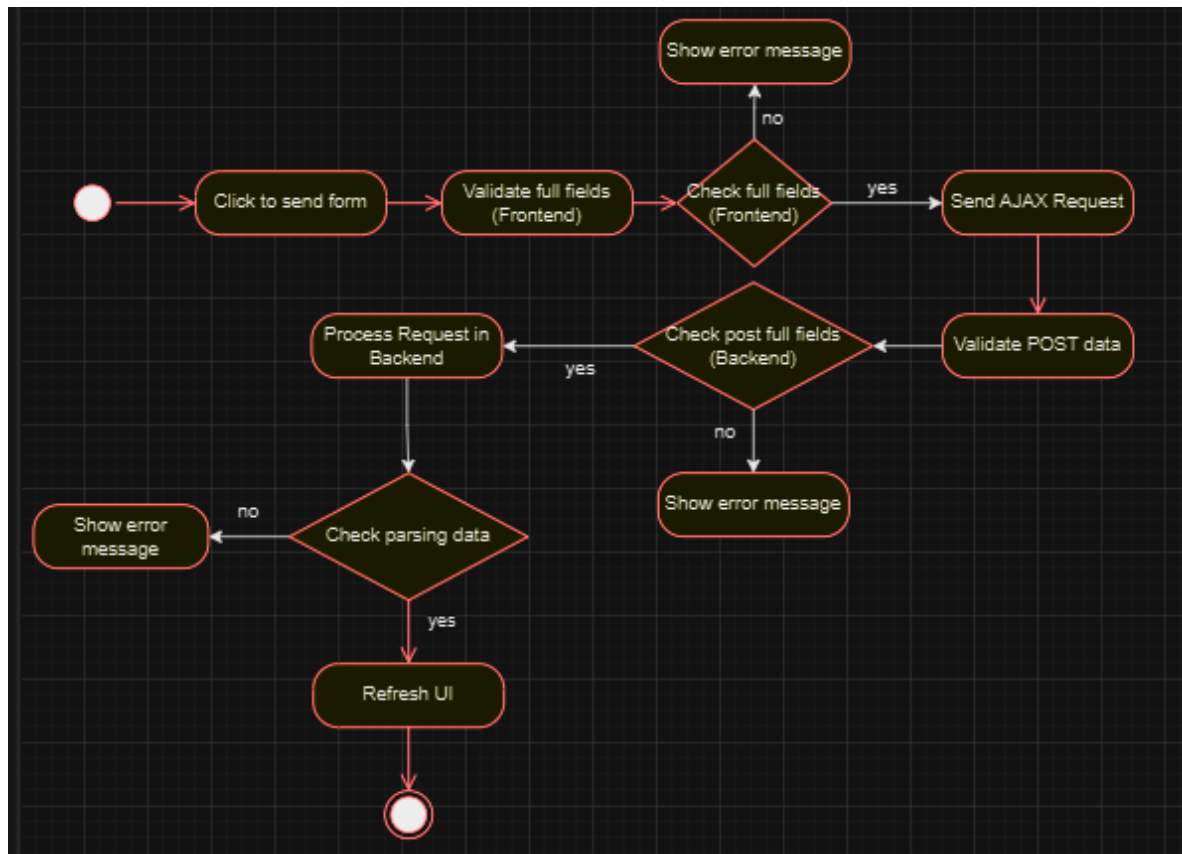 Show error message
no
Click to send form
Validate full fields
(Frontend)
Check full fields
(Frontend)
yes
Send AJAX Request
Process Request in
Backend
yes
Check post full fields
(Backend)
Validate POST data
no
Show error message
Show error
message
no
Check parsing data
yes
Refresh UI